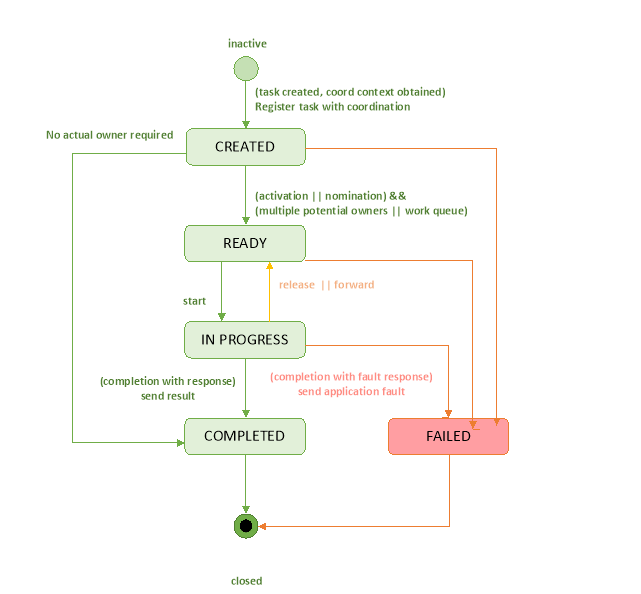 inactive
(task created, coord context obtained)
Register task with coordination
No actual owner required
CREATED
(activation || nomination) &&
(multiple potential owners || work queue)
READY
release || forward
start
IN PROGRESS
(completion with response)
send result
(completion with fault response)
send application fault
COMPLETED
FAILED
closed